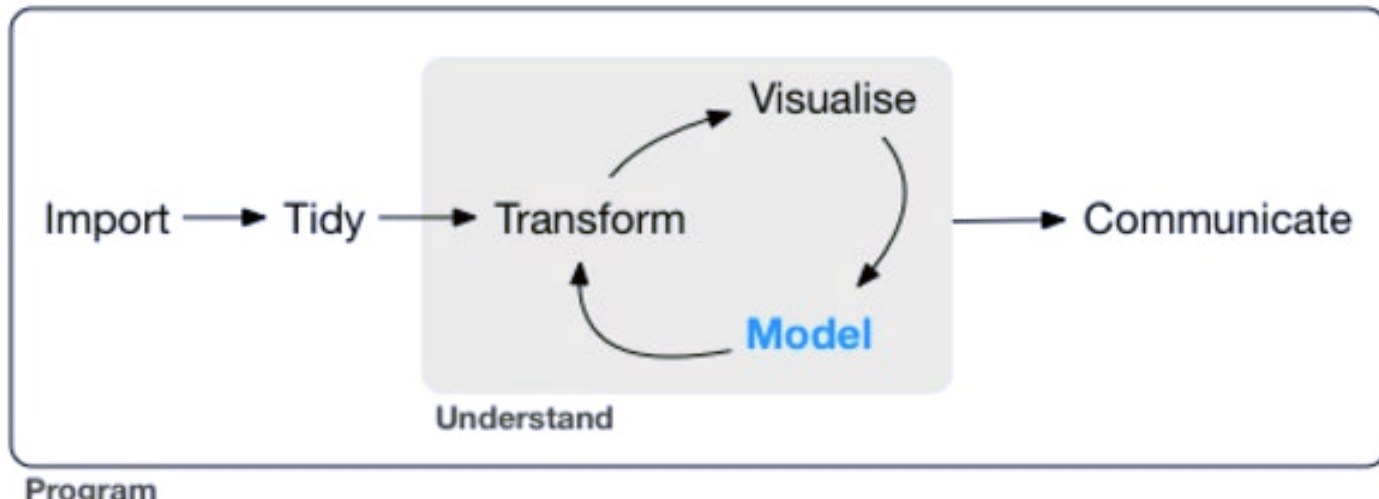 Visualise
Import
Tidy
Transform
Communicate
Model
Understand
Program